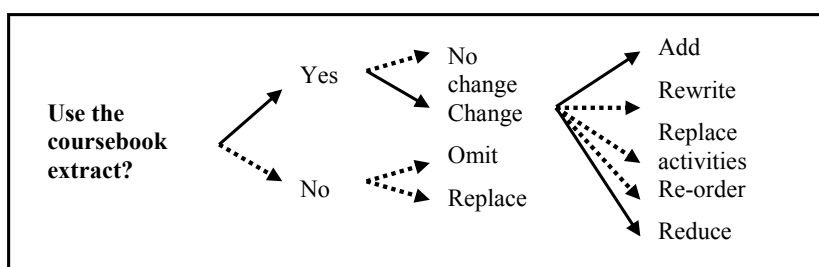 Use the
coursebook
extract?
Yes
No
No
change
Change
Omit
Replace
Add
Rewrite
Replace
activities
Re-order
Reduce